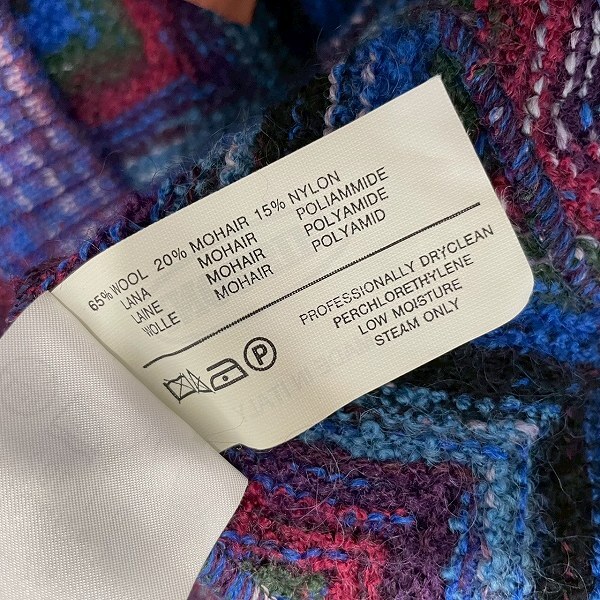 65% WOOL 20% MOHAIR 15% NYLON
LANA MOHAIR POLIAMMIDE
LAINE MOHAIR POLYAMIDE
WOLLE MOHAIR POLYAMID
PROFESSIONALLY DRYCLEAN
PERCHLORETHYLENE
LOW MOISTURE
STEAM ONLY
P